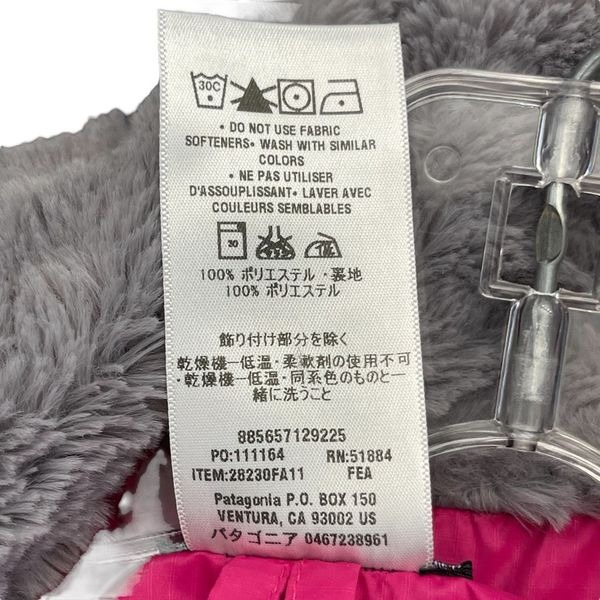 30C
• DO NOT USE FABRIC
SOFTENERS• WASH WITH SIMILAR
COLORS
• NE PAS UTILISER
D'ASSOUPLISSANT• LAVER AVEC
COULEURS SEMBLABLES
30
100% ポリエステル・裏地
100% ポリエステル
飾り付け部分を除く
乾燥機―低温・柔軟剤の使用不可
・乾燥機―低温・同系色のものと一
緒に洗うこと
885657129225
PO:111164 RN:51884
ITEM:28230FA11 FEA
Patagonia P.O. BOX 150
VENTURA, CA 93002 US
パタゴニア 0467238961